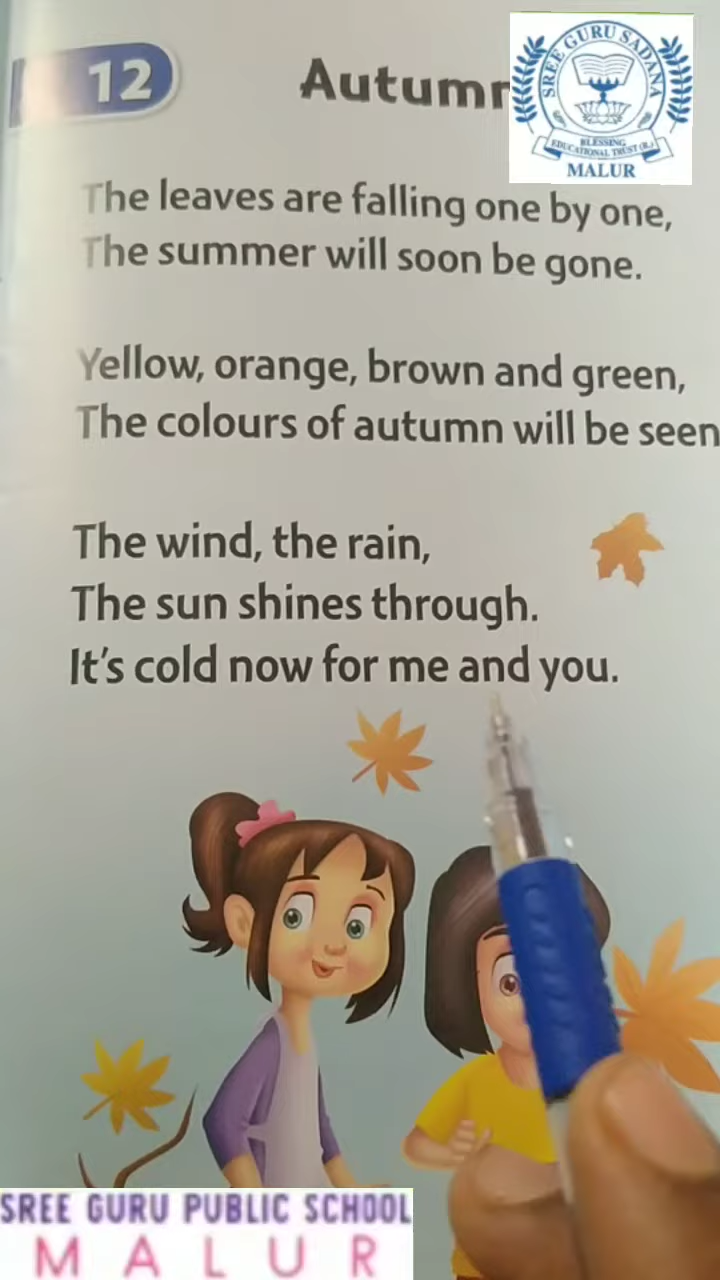 12
Autumn
SREE GURU SADANA
BLESSING
EDUCATIONAL TRUST (R.)
MALUR
The leaves are falling one by one,
The summer will soon be gone.
Yellow, orange, brown and green,
The colours of autumn will be seen
The wind, the rain,
The sun shines through.
It's cold now for me and you.
SREE GURU PUBLIC SCHOOL
MALUR